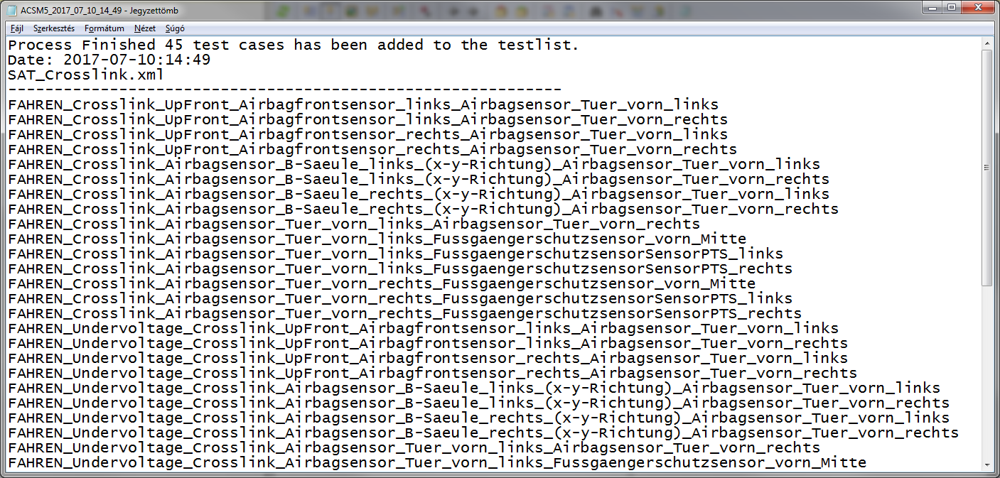 ACSM5_2017_07_10_14_49 - Jegyzettömb
Fájl Szerkesztés Formátum Nézet Súgó
Process Finished 45 test cases has been added to the testlist.
Date: 2017-07-10:14:49
SAT_Crosslink.xml
------------------------------------------------------------
FAHREN_Crosslink_UpFront_Airbagfrontsensor_links_Airbagsensor_Tuer_vorn_links
FAHREN_Crosslink_UpFront_Airbagfrontsensor_links_Airbagsensor_Tuer_vorn_rechts
FAHREN_Crosslink_UpFront_Airbagfrontsensor_rechts_Airbagsensor_Tuer_vorn_links
FAHREN_Crosslink_UpFront_Airbagfrontsensor_rechts_Airbagsensor_Tuer_vorn_rechts
FAHREN_Crosslink_Airbagsensor_B-Saeule_links_(x-y-Richtung)_Airbagsensor_Tuer_vorn_links
FAHREN_Crosslink_Airbagsensor_B-Saeule_links_(x-y-Richtung)_Airbagsensor_Tuer_vorn_rechts
FAHREN_Crosslink_Airbagsensor_B-Saeule_rechts_(x-y-Richtung)_Airbagsensor_Tuer_vorn_links
FAHREN_Crosslink_Airbagsensor_B-Saeule_rechts_(x-y-Richtung)_Airbagsensor_Tuer_vorn_rechts
FAHREN_Crosslink_Airbagsensor_Tuer_vorn_links_Airbagsensor_Tuer_vorn_rechts
FAHREN_Crosslink_Airbagsensor_Tuer_vorn_links_Fussgaengerschutzsensor_vorn_Mitte
FAHREN_Crosslink_Airbagsensor_Tuer_vorn_links_FussgaengerschutzsensorSensorPTS_links
FAHREN_Crosslink_Airbagsensor_Tuer_vorn_links_FussgaengerschutzsensorSensorPTS_rechts
FAHREN_Crosslink_Airbagsensor_Tuer_vorn_rechts_Fussgaengerschutzsensor_vorn_Mitte
FAHREN_Crosslink_Airbagsensor_Tuer_vorn_rechts_FussgaengerschutzsensorSensorPTS_links
FAHREN_Crosslink_Airbagsensor_Tuer_vorn_rechts_FussgaengerschutzsensorSensorPTS_rechts
FAHREN_Undervoltage_Crosslink_UpFront_Airbagfrontsensor_links_Airbagsensor_Tuer_vorn_links
FAHREN_Undervoltage_Crosslink_UpFront_Airbagfrontsensor_links_Airbagsensor_Tuer_vorn_rechts
FAHREN_Undervoltage_Crosslink_UpFront_Airbagfrontsensor_rechts_Airbagsensor_Tuer_vorn_links
FAHREN_Undervoltage_Crosslink_UpFront_Airbagfrontsensor_rechts_Airbagsensor_Tuer_vorn_rechts
FAHREN_Undervoltage_Crosslink_Airbagsensor_B-Saeule_links_(x-y-Richtung)_Airbagsensor_Tuer_vorn_links
FAHREN_Undervoltage_Crosslink_Airbagsensor_B-Saeule_links_(x-y-Richtung)_Airbagsensor_Tuer_vorn_rechts
FAHREN_Undervoltage_Crosslink_Airbagsensor_B-Saeule_rechts_(x-y-Richtung)_Airbagsensor_Tuer_vorn_links
FAHREN_Undervoltage_Crosslink_Airbagsensor_B-Saeule_rechts_(x-y-Richtung)_Airbagsensor_Tuer_vorn_rechts
FAHREN_Undervoltage_Crosslink_Airbagsensor_Tuer_vorn_links_Airbagsensor_Tuer_vorn_rechts
FAHREN_Undervoltage_Crosslink_Airbagsensor_Tuer_vorn_links_Fussgaengerschutzsensor_vorn_Mitte